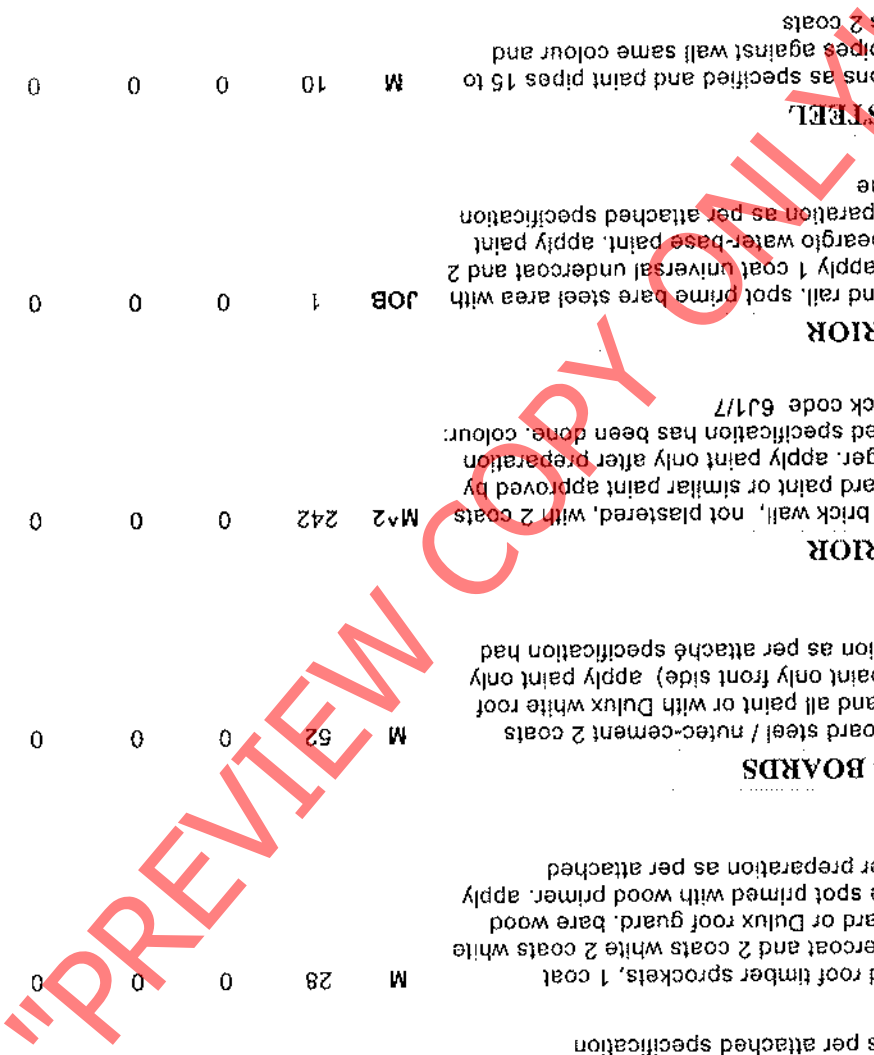 s per attached specification
d roof timber sprockets, 1 coat M 28 0 0 0
ercoat and 2 coats white 2 coats while
ard or Dulux roof guard. bare wood
e spot primed with wood primer. apply
er preparation as per attached
BOARDS
oard steel / nutec-cement 2 coats M 52 0 0 0
and all paint or with Dulux white roof
paint only front side) apply paint only
ion as per attaché specification had
RIOR
brick wall, not plastered, with 2 coats M^2 242 0 0 0
ard paint or similar paint approved by
ger. apply paint only after preparation
ed specification has been done. colour:
ck code 6J1/7
RIOR
nd rail. spot prime bare steel area with JOB 1 0 0 0
apply 1 coat universal undercoat and 2
pearglo water-base paint. apply paint
paration as per attached specification
ne
STEEL
ons as specified and paint pipes 15 to M 10 0 0 0
pipes against wall same colour and
s 2 coats
"PREVIEW COPY ONLY"